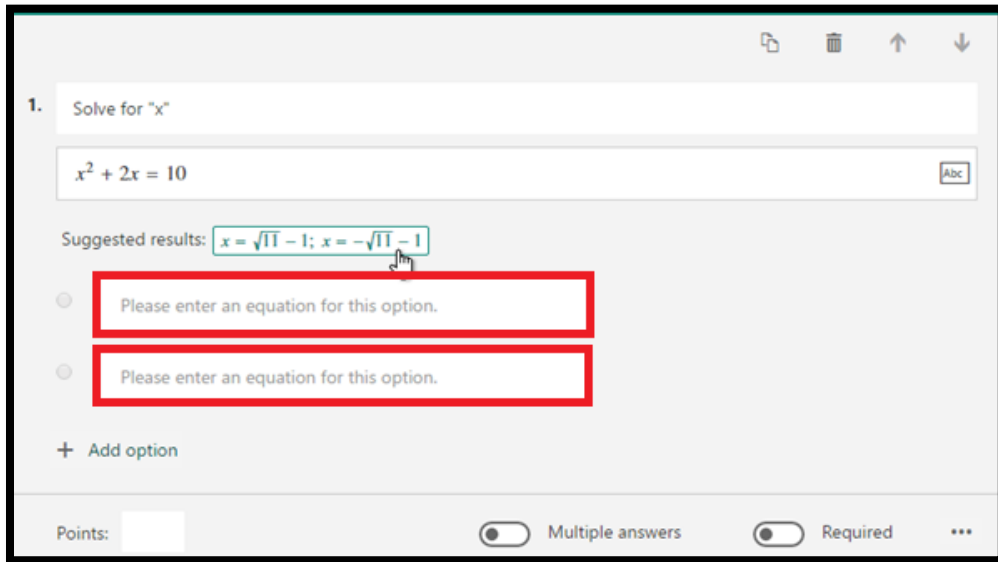 1. Solve for "x"
x² + 2x = 10
Abc
Suggested results: x = √11 − 1; x = −√11 − 1
Please enter an equation for this option.
Please enter an equation for this option.
+ Add option
Points: Multiple answers Required